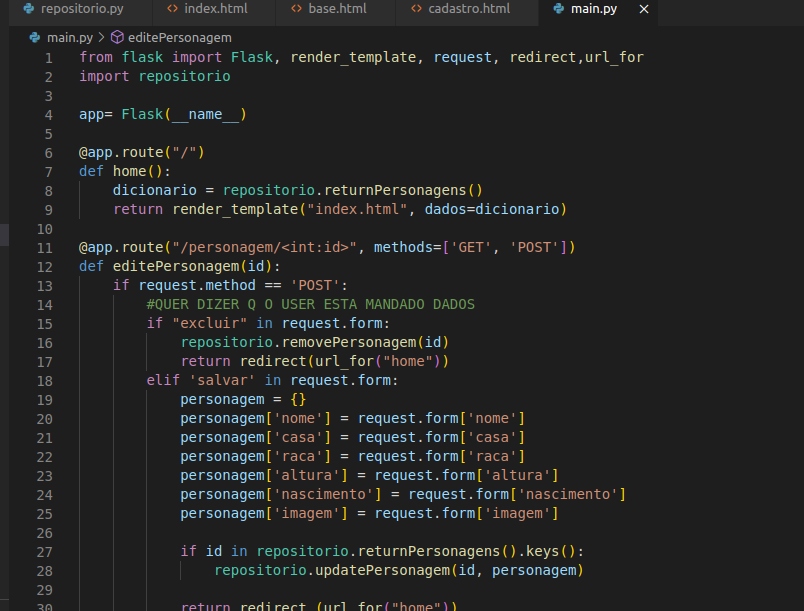 repositorio.py <> index.html <> base.html <> cadastro.html main.py ×
main.py > editePersonagem
1 from flask import Flask, render_template, request, redirect,url_for
2 import repositorio
3
4 app= Flask(__name__)
5
6 @app.route("/")
7 def home():
8 dicionario = repositorio.returnPersonagens()
9 return render_template("index.html", dados=dicionario)
10
11 @app.route("/personagem/<int:id>", methods=['GET', 'POST'])
12 def editePersonagem(id):
13 if request.method == 'POST':
14 #QUER DIZER Q O USER ESTA MANDADO DADOS
15 if "excluir" in request.form:
16 repositorio.removePersonagem(id)
17 return redirect(url_for("home"))
18 elif 'salvar' in request.form:
19 personagem = {}
20 personagem['nome'] = request.form['nome']
21 personagem['casa'] = request.form['casa']
22 personagem['raca'] = request.form['raca']
23 personagem['altura'] = request.form['altura']
24 personagem['nascimento'] = request.form['nascimento']
25 personagem['imagem'] = request.form['imagem']
26
27 if id in repositorio.returnPersonagens().keys():
28 repositorio.updatePersonagem(id, personagem)
29
30 return redirect (url_for("home"))